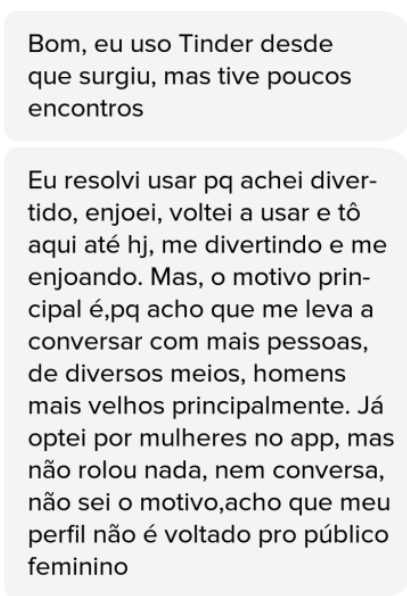 Bom, eu uso Tinder desde
que surgiu, mas tive poucos
encontros
Eu resolvi usar pq achei diver-
tido, enjoei, voltei a usar e tô
aqui até hj, me divertindo e me
enjoando. Mas, o motivo prin-
cipal é,pq acho que me leva a
conversar com mais pessoas,
de diversos meios, homens
mais velhos principalmente. Já
optei por mulheres no app, mas
não rolou nada, nem conversa,
não sei o motivo,acho que meu
perfil não é voltado pro público
feminino